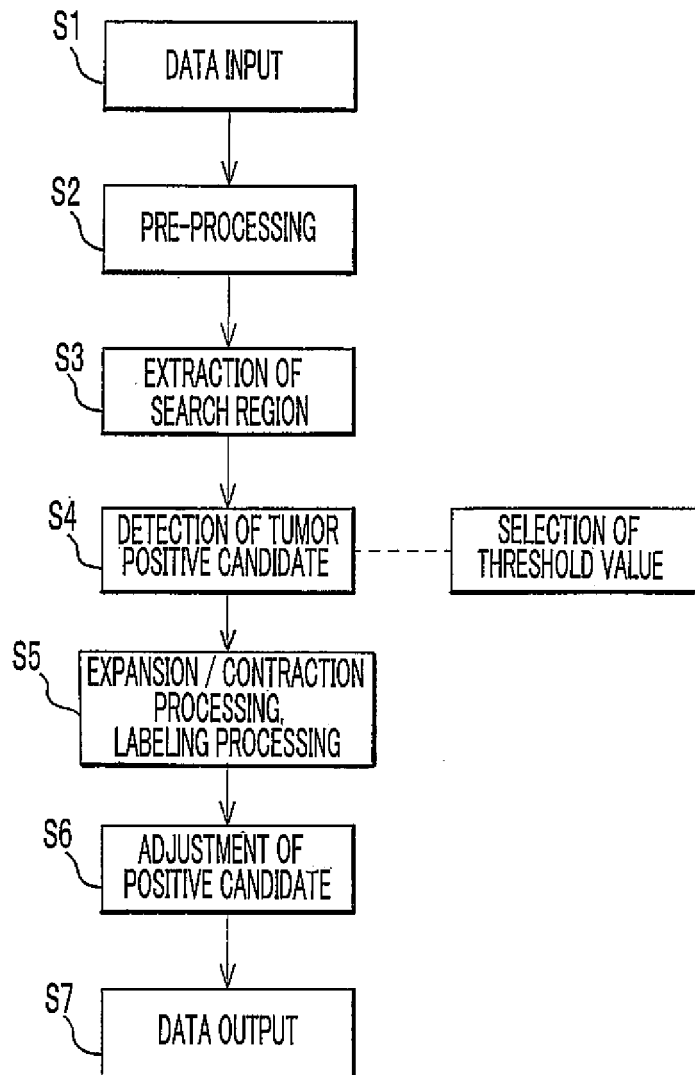 S1
DATA INPUT
S2
PRE-PROCESSING
S3
EXTRACTION OF
SEARCH REGION
S4
DETECTION OF TUMOR
POSITIVE CANDIDATE
SELECTION OF
THRESHOLD VALUE
S5
EXPANSION / CONTRACTION
PROCESSING,
LABELING PROCESSING
S6
ADJUSTMENT OF
POSITIVE CANDIDATE
S7
DATA OUTPUT